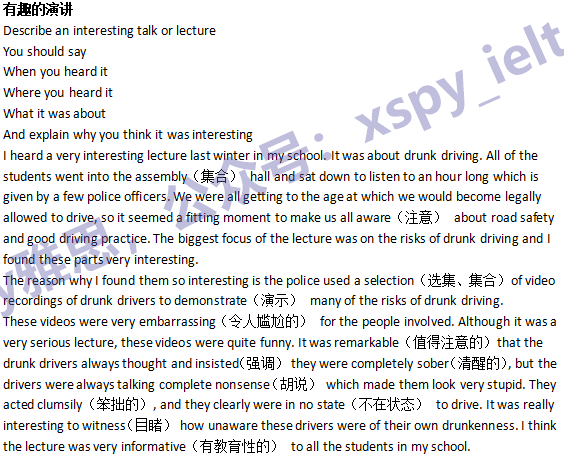 有趣的演讲
Describe an interesting talk or lecture
You should say
When you heard it
Where you heard it
What it was about
And explain why you think it was interesting
I heard a very interesting lecture last winter in my school. It was about drunk driving. All of the
students went into the assembly（集合） hall and sat down to listen to an hour long which is
given by a few police officers. We were all getting to the age at which we would become legally
allowed to drive, so it seemed a fitting moment to make us all aware（注意） about road safety
and good driving practice. The biggest focus of the lecture was on the risks of drunk driving and I
found these parts very interesting.
The reason why I found them so interesting is the police used a selection（选集、集合）of video
recordings of drunk drivers to demonstrate（演示） many of the risks of drunk driving.
These videos were very embarrassing（令人尴尬的） for the people involved. Although it was a
very serious lecture, these videos were quite funny. It was remarkable（值得注意的）that the
drunk drivers always thought and insisted(强调) they were completely sober(清醒的), but the
drivers were always talking complete nonsense（胡说） which made them look very stupid. They
acted clumsily（笨拙的）, and they clearly were in no state（不在状态） to drive. It was really
interesting to witness（目睹） how unaware these drivers were of their own drunkenness. I think
the lecture was very informative（有教育性的） to all the students in my school.
y雅思，公众号：xspy_ielt